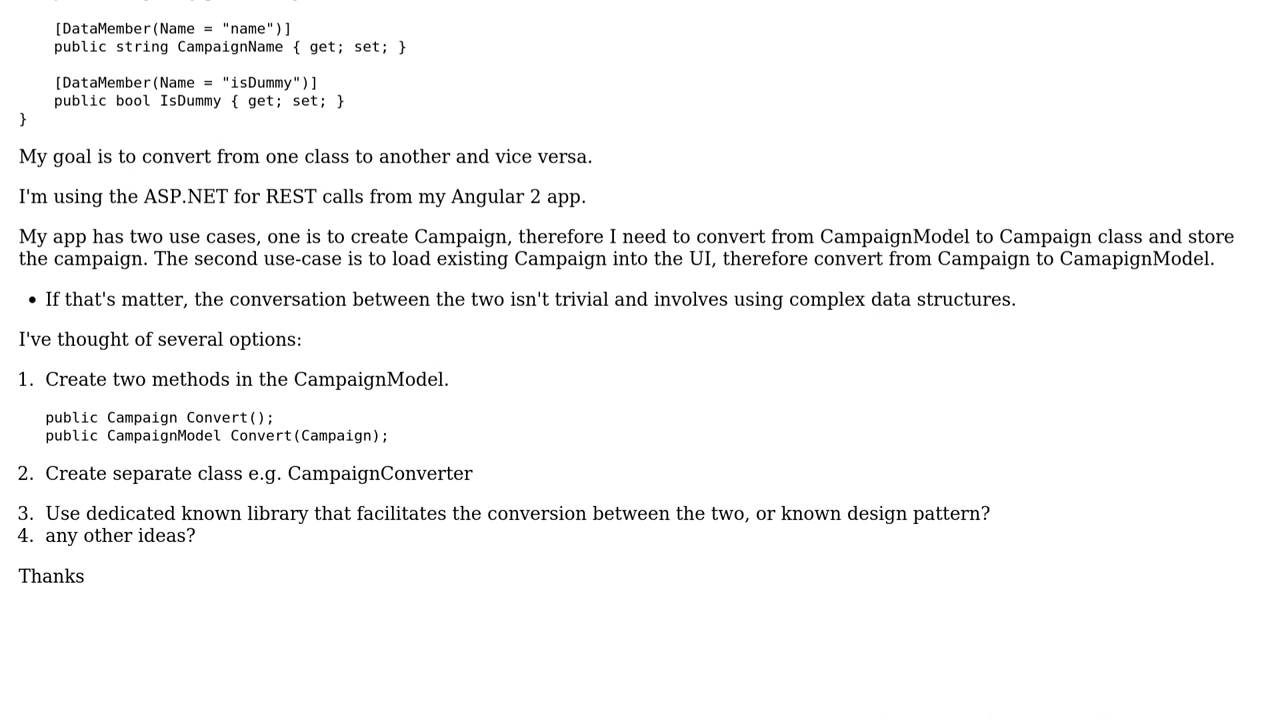 [DataMember(Name = "name")]
public string CampaignName { get; set; }
[DataMember(Name = "isDummy")]
public bool IsDummy { get; set; }
}
My goal is to convert from one class to another and vice versa.
I'm using the ASP.NET for REST calls from my Angular 2 app.
My app has two use cases, one is to create Campaign, therefore I need to convert from CampaignModel to Campaign class and store
the campaign. The second use-case is to load existing Campaign into the UI, therefore convert from Campaign to CamapignModel.
• If that's matter, the conversation between the two isn't trivial and involves using complex data structures.
I've thought of several options:
1. Create two methods in the CampaignModel.
public Campaign Convert();
public CampaignModel Convert(Campaign);
2. Create separate class e.g. CampaignConverter
3. Use dedicated known library that facilitates the conversion between the two, or known design pattern?
4. any other ideas?
Thanks